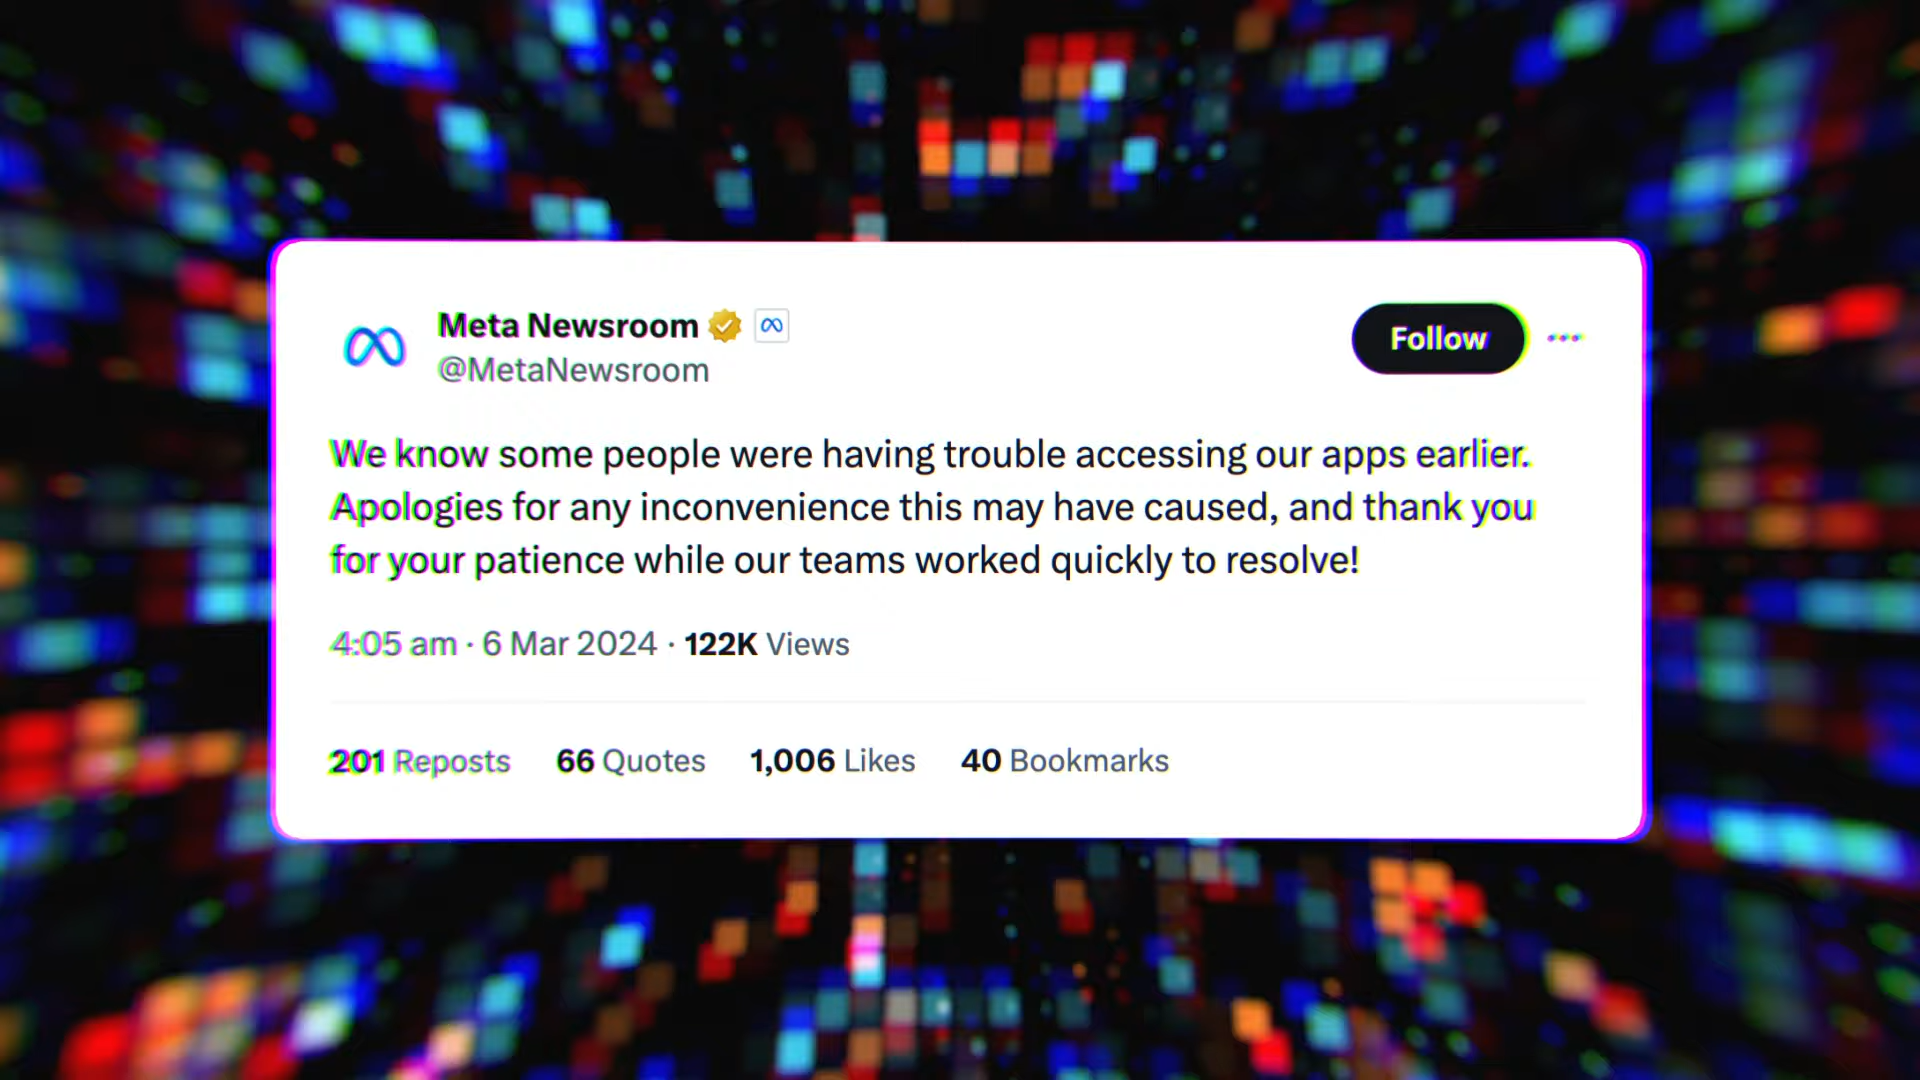 Meta Newsroom
@MetaNewsroom
Follow
We know some people were having trouble accessing our apps earlier.
Apologies for any inconvenience this may have caused, and thank you
for your patience while our teams worked quickly to resolve!
4:05 am · 6 Mar 2024 · 122K Views
201 Reposts 66 Quotes 1,006 Likes 40 Bookmarks